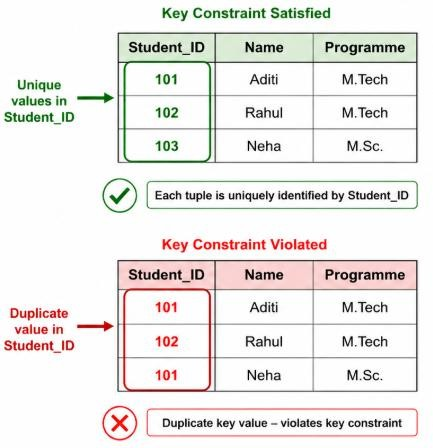 Key Constraint Satisfied
Unique
values in
Student_ID
Student_ID Name Programme
101 Aditi M.Tech
102 Rahul M.Tech
103 Neha M.Sc.
Each tuple is uniquely identified by Student_ID
Key Constraint Violated
Duplicate
value in
Student_ID
Student_ID Name Programme
101 Aditi M.Tech
102 Rahul M.Tech
101 Neha M.Sc.
Duplicate key value – violates key constraint